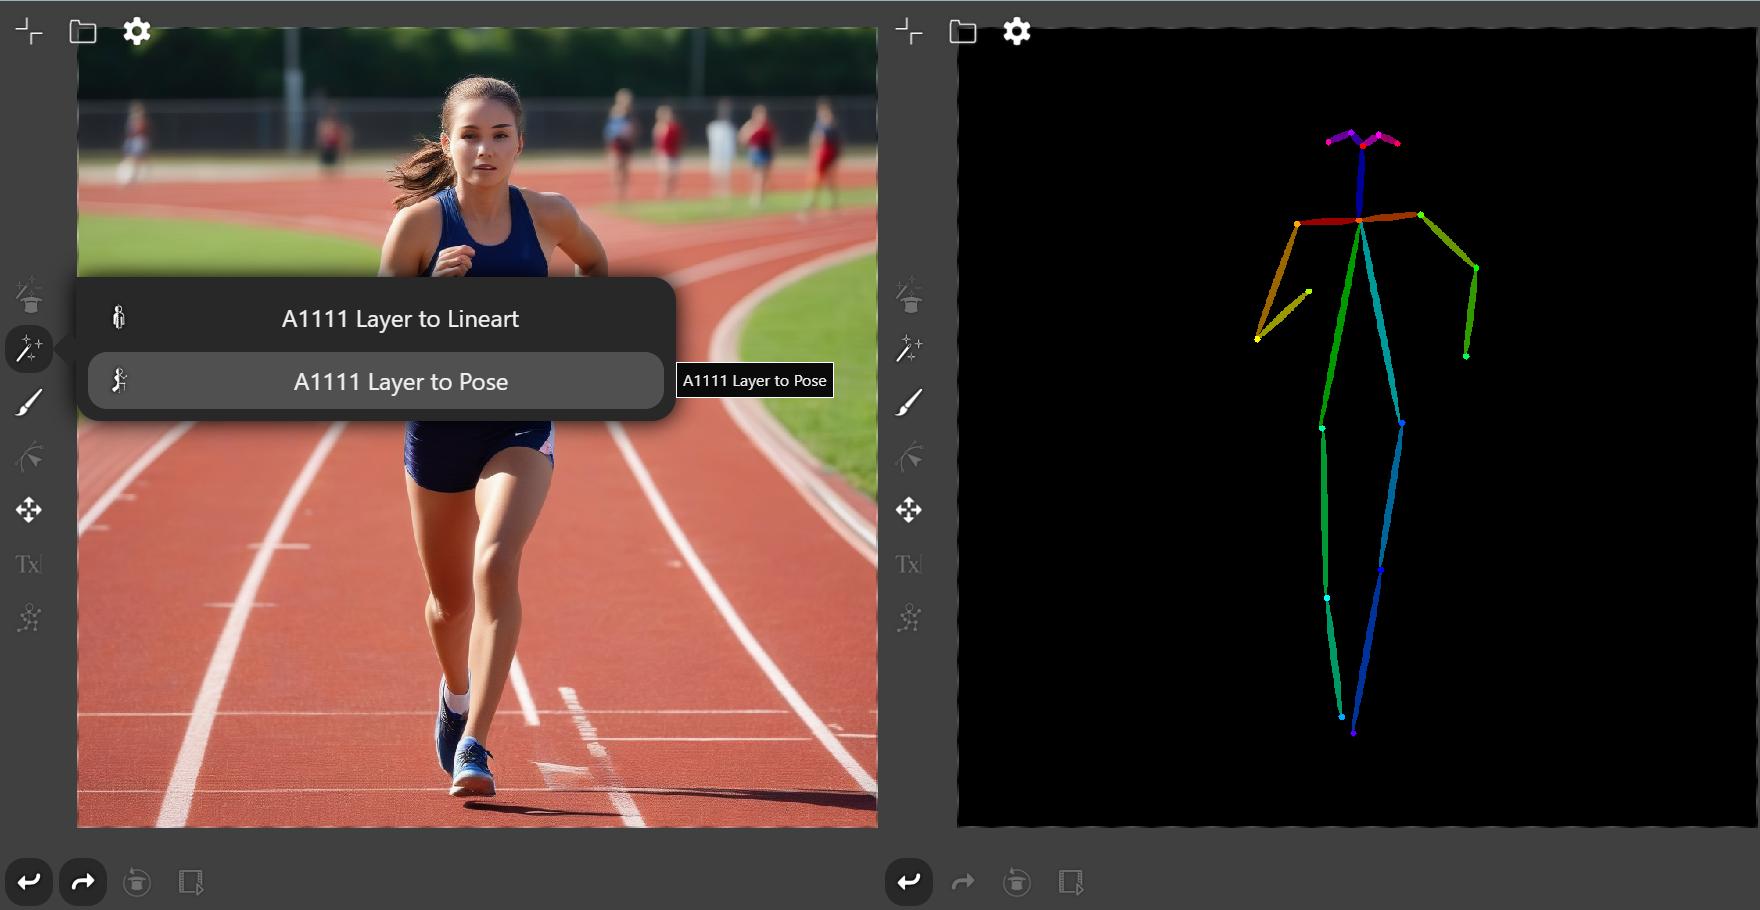 A1111 Layer to Lineart
A1111 Layer to Pose
A1111 Layer to Pose
Tx
Tx